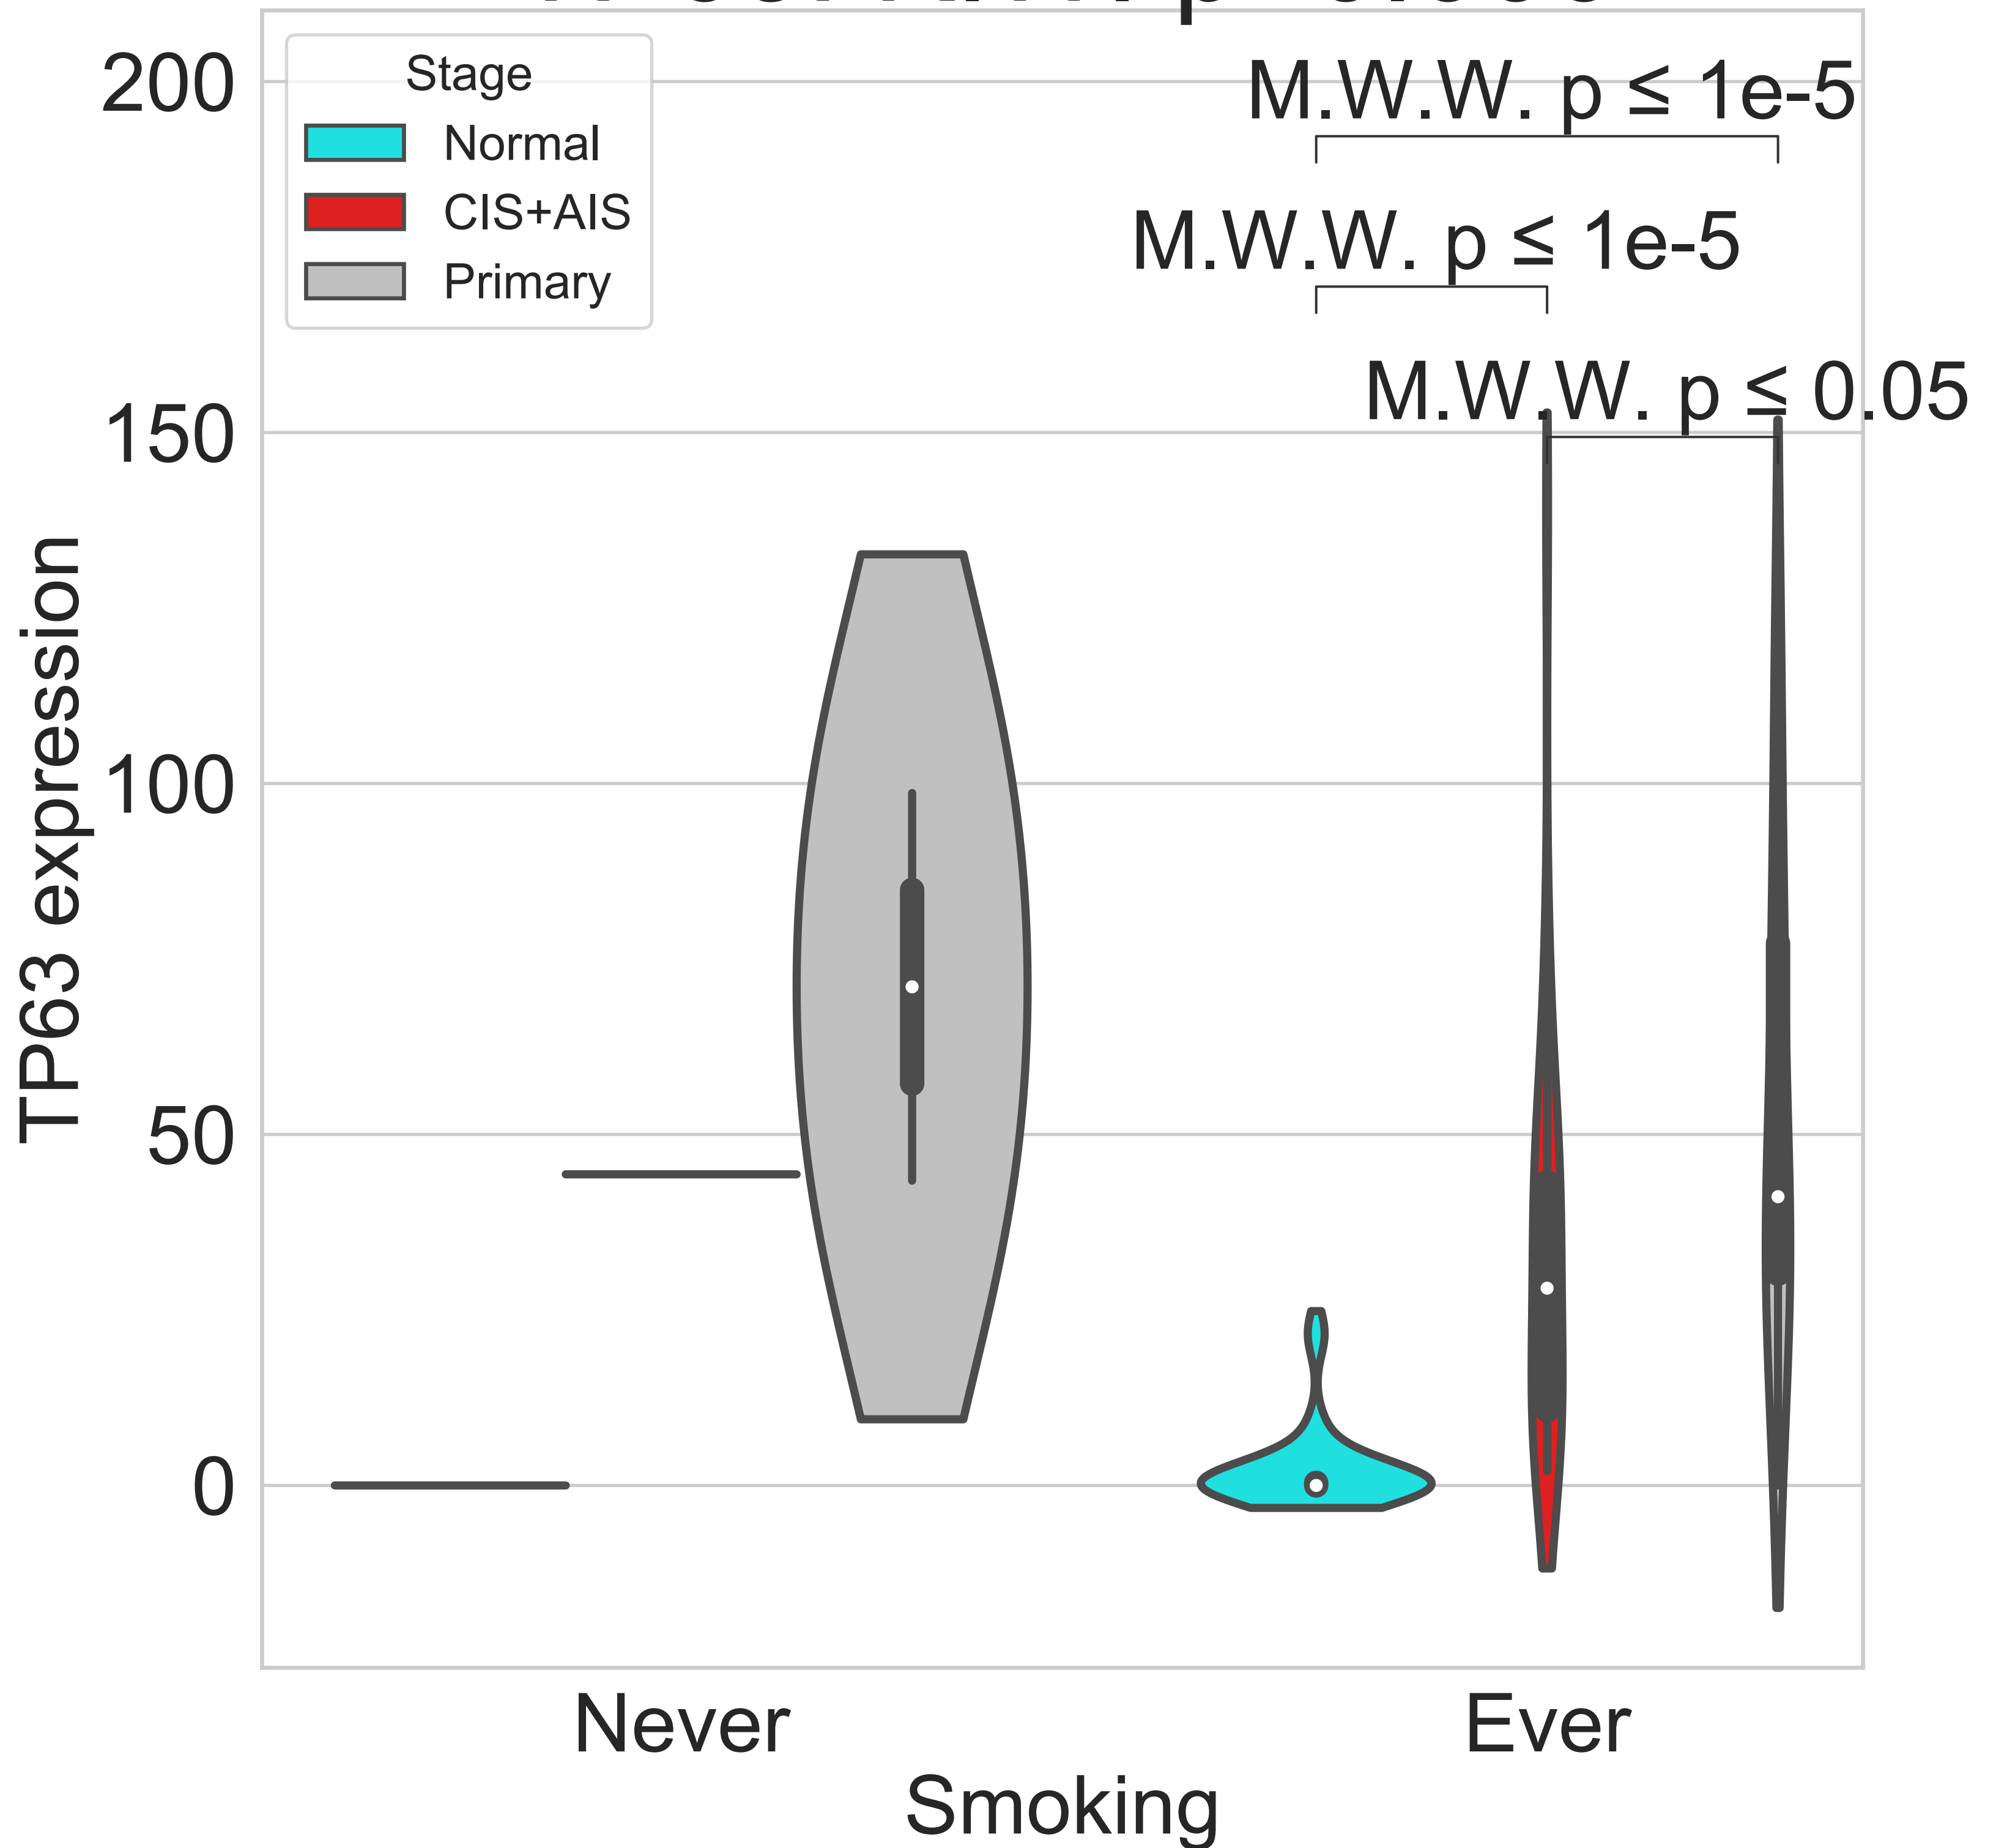 200
150
100
50
0
TP63 expression
Stage
Normal
CIS+AIS
Primary
M.W.W. p ≤ 1e-5
M.W.W. p ≤ 1e-5
M.W.W. p ≤ 0.05
Never
Ever
Smoking